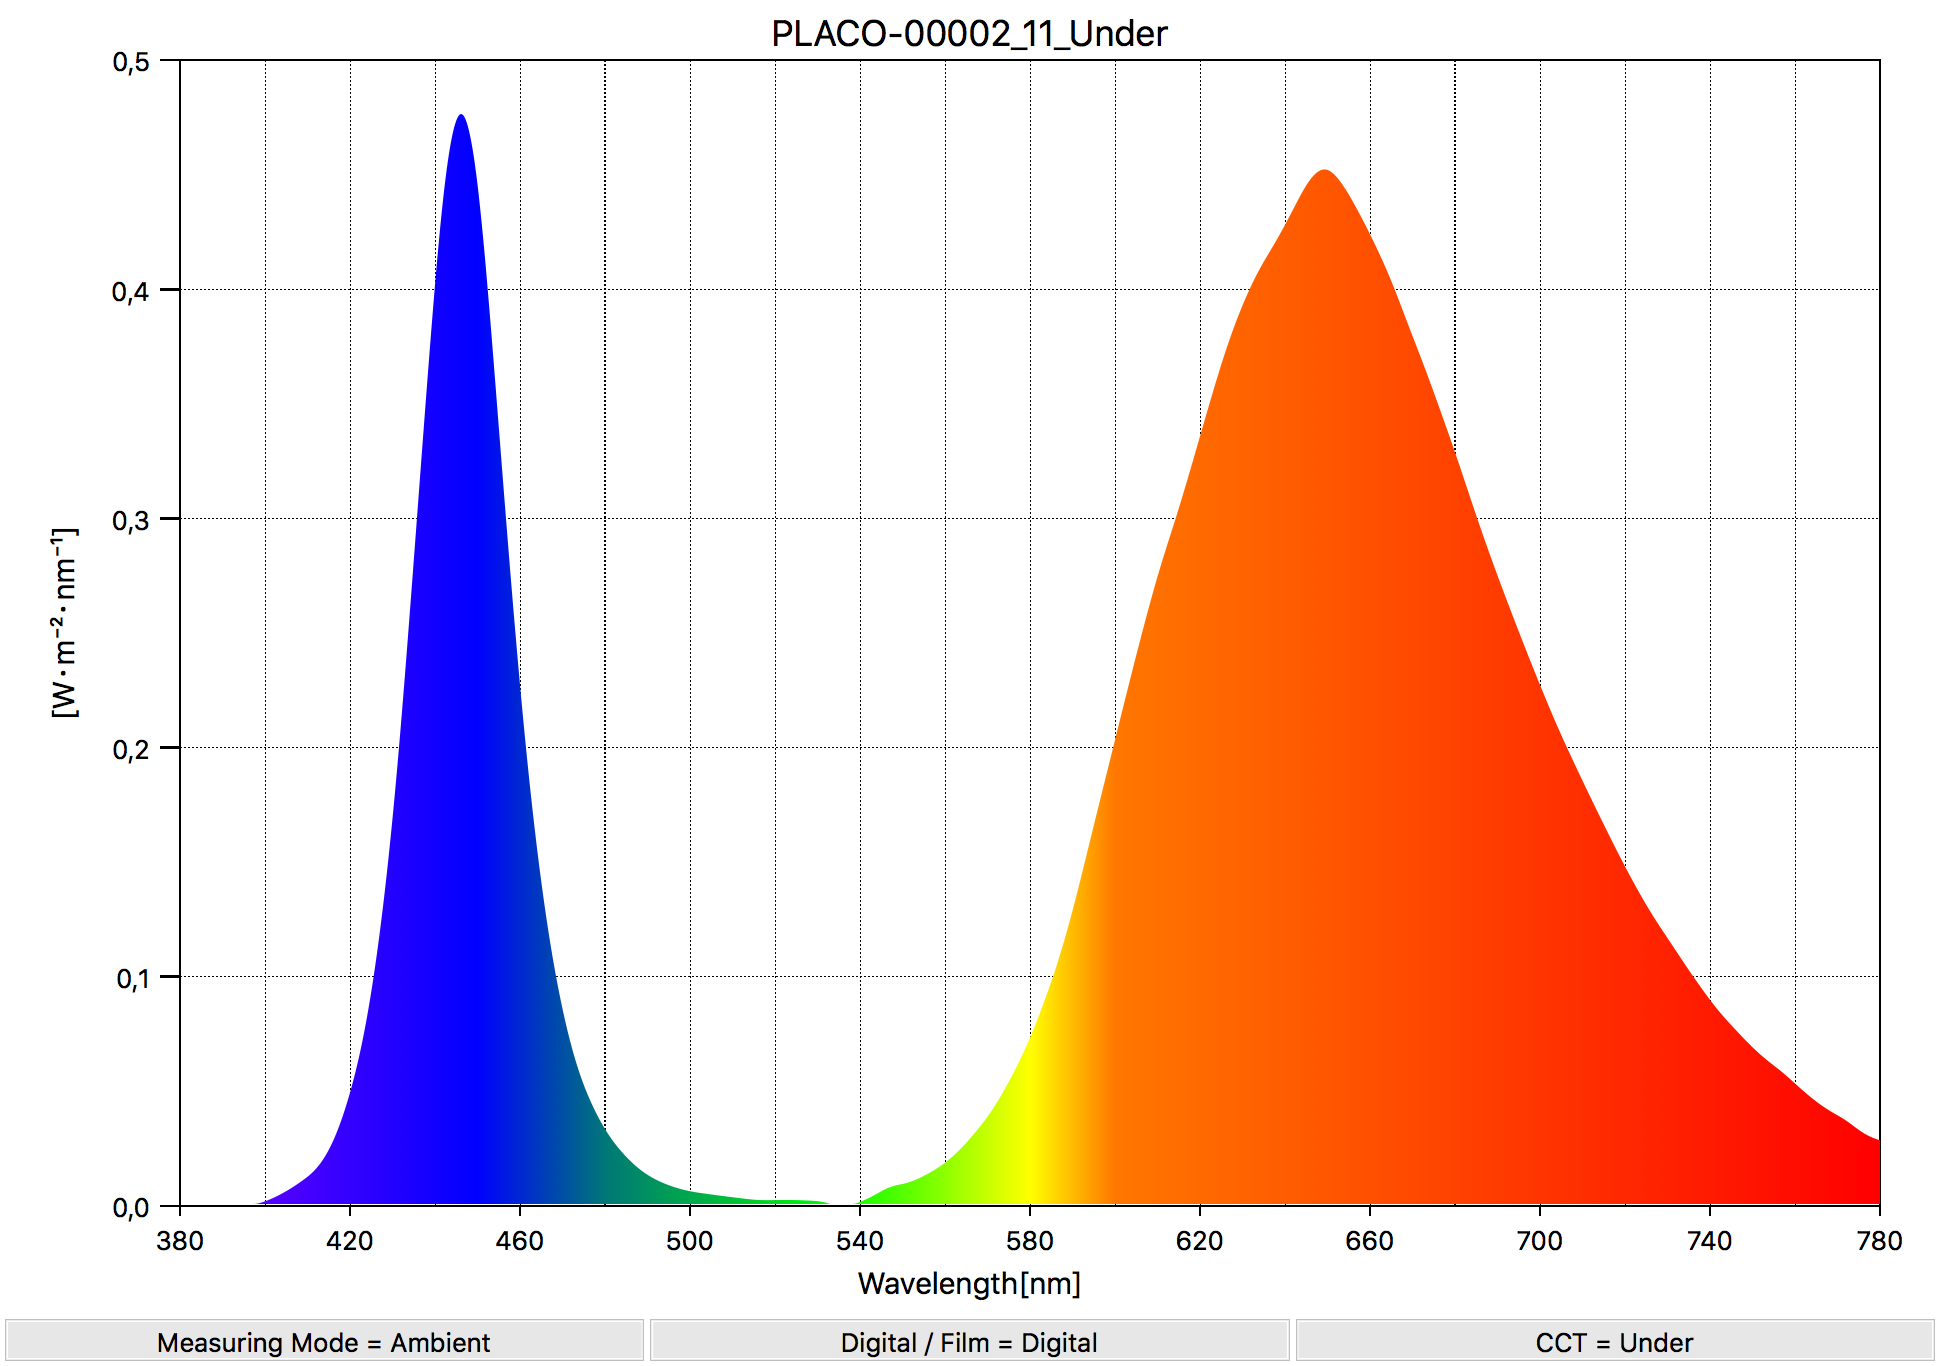 PLACO-00002_11_Under
0,5
0,4
0,3
0,2
0,1
0,0
[W·m⁻²·nm⁻¹]
380 420 460 500 540 580 620 660 700 740 780
Wavelength[nm]
Measuring Mode = Ambient
Digital / Film = Digital
CCT = Under